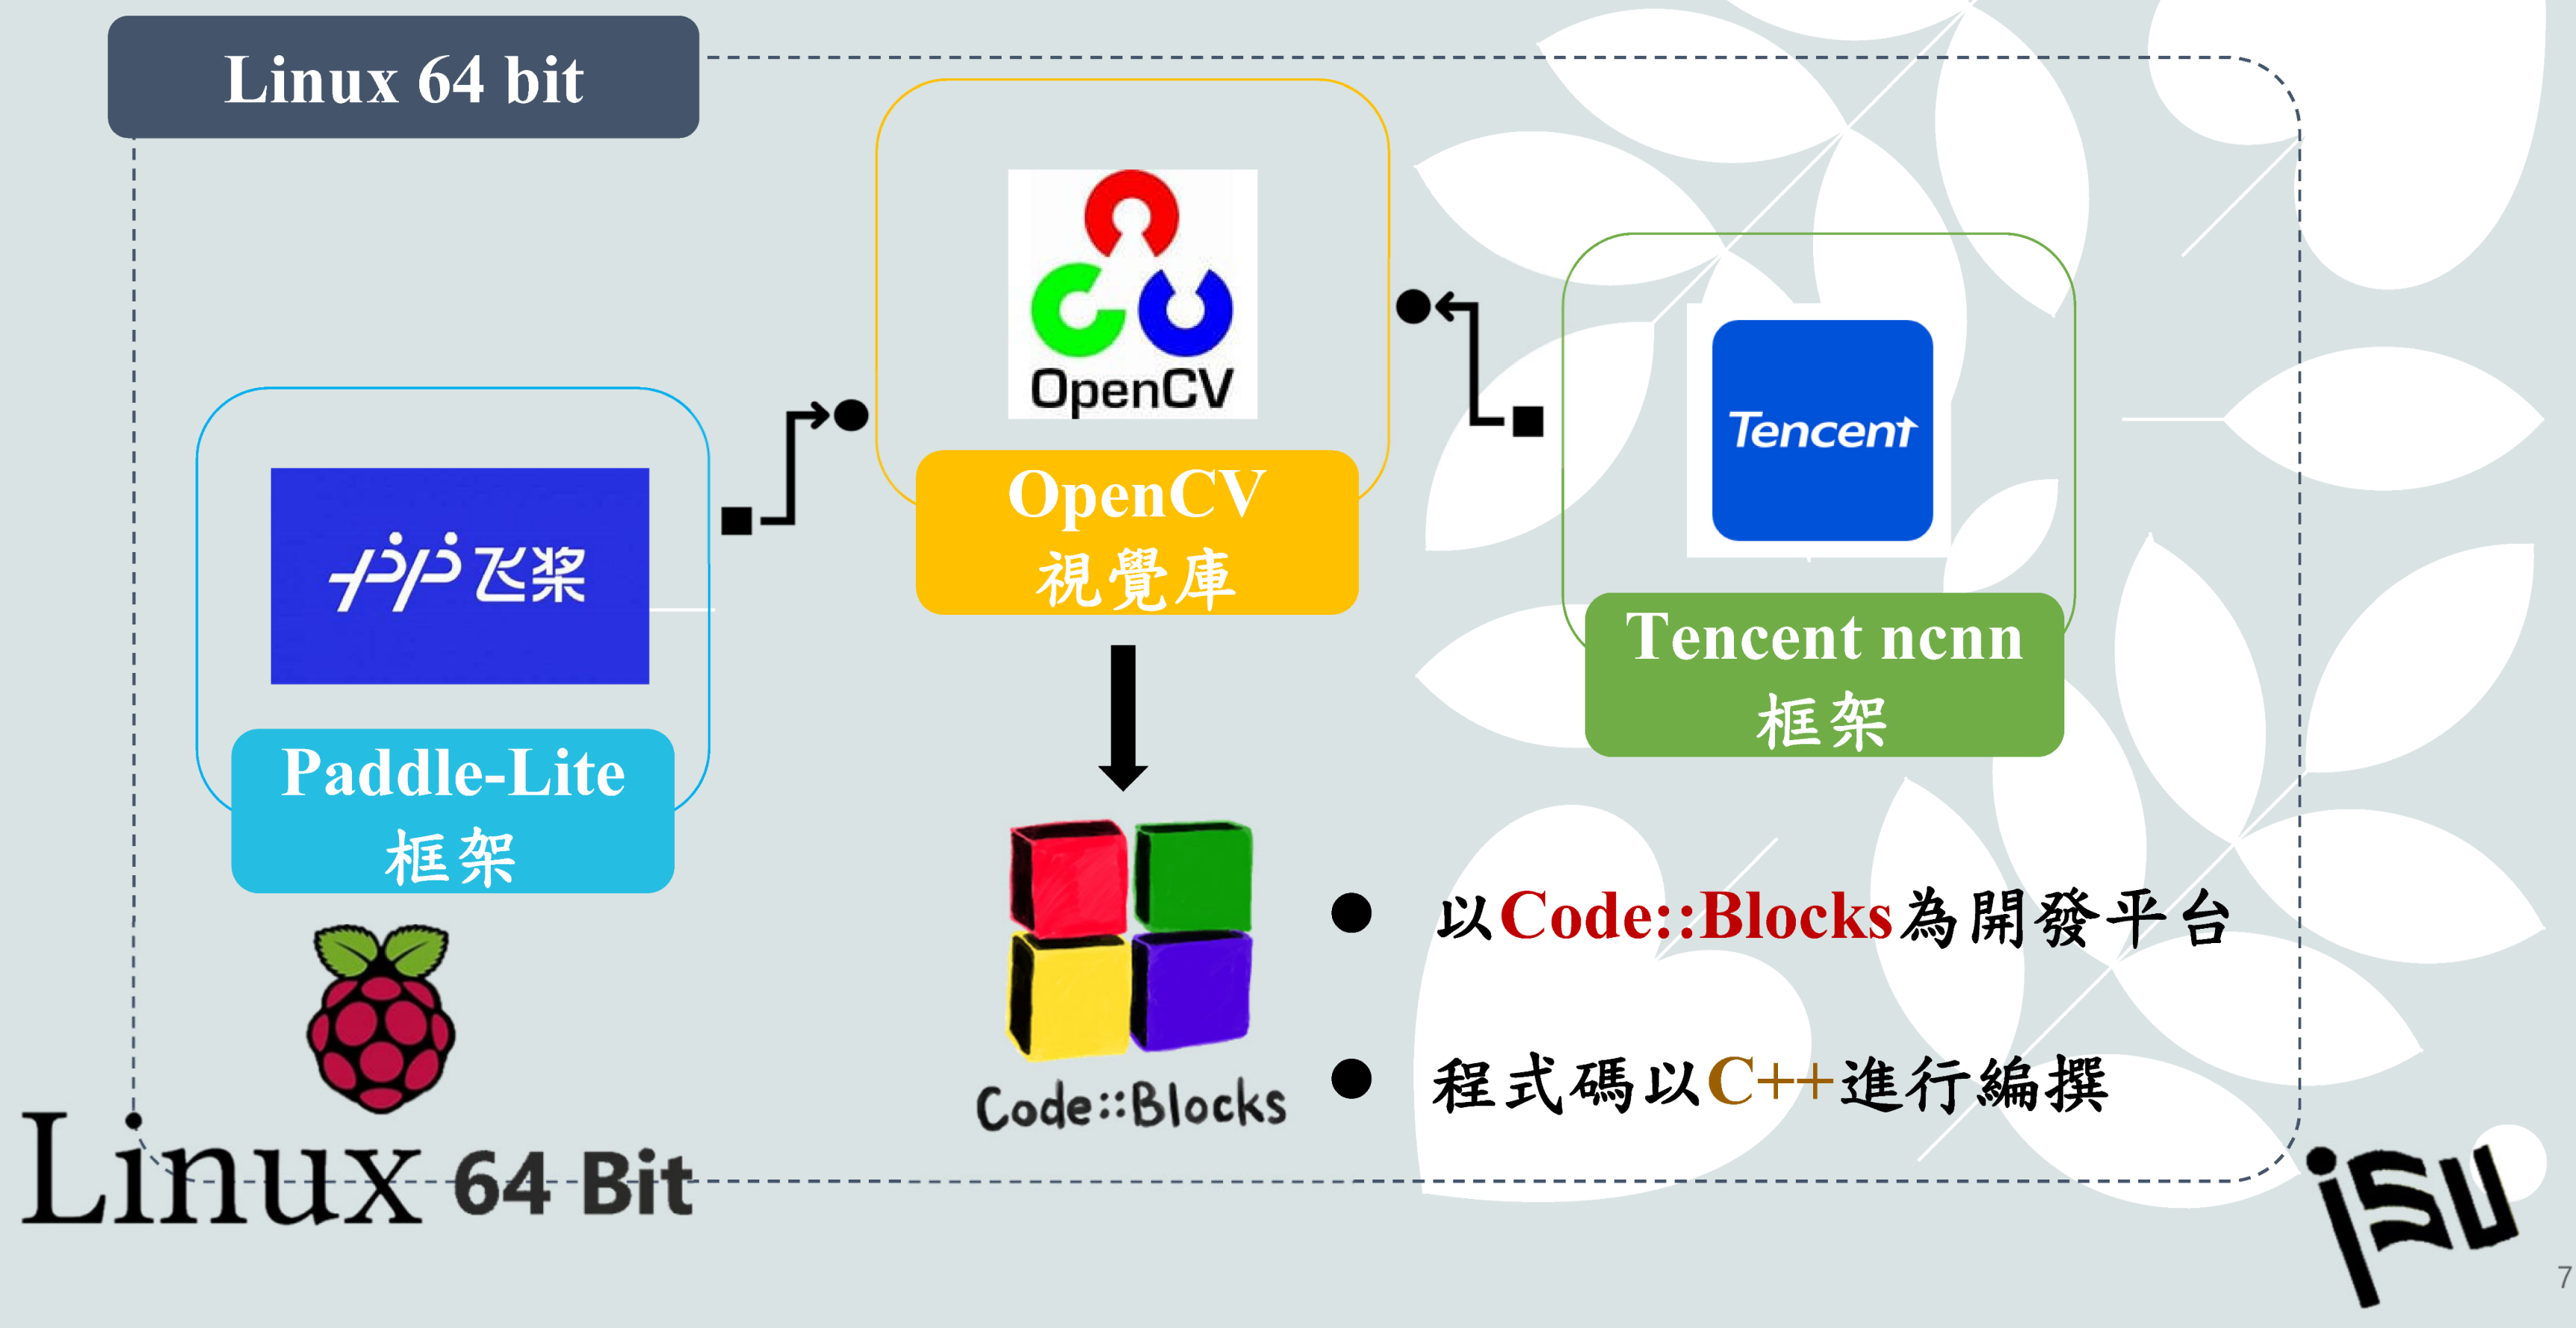 Linux 64 bit
OpenCV
OpenCV
視覺庫
Tencent
Tencent ncnn
框架
飞桨
Paddle-Lite
框架
Code::Blocks
以Code::Blocks為開發平台
程式碼以C++進行編撰
Linux 64 Bit
ISU
7